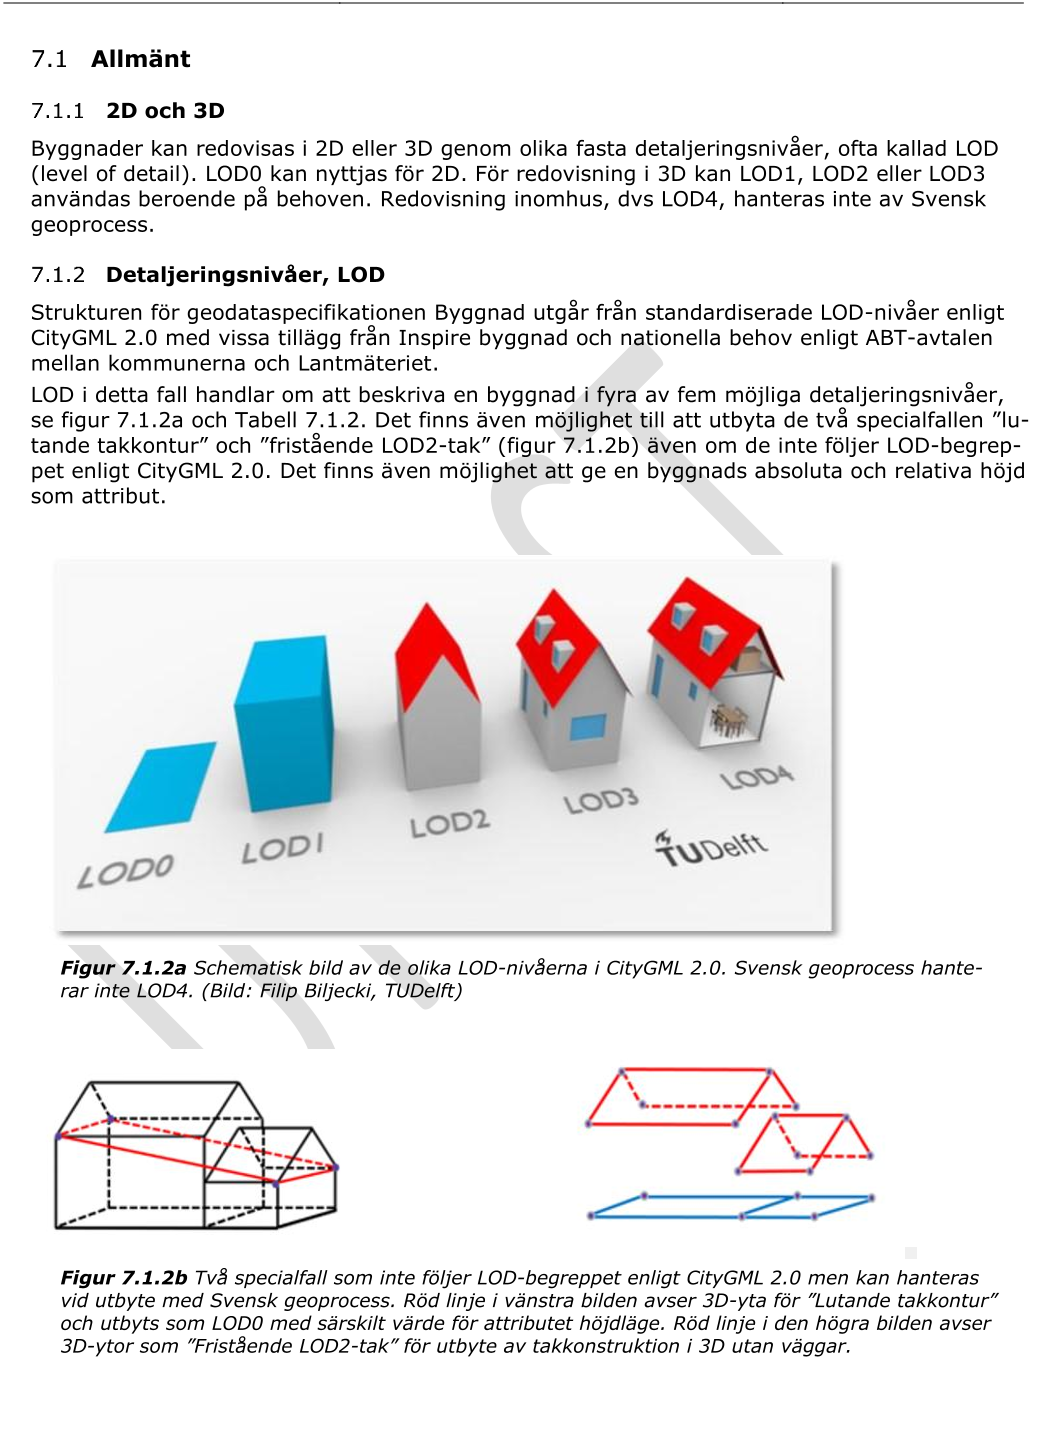 7.1 Allmänt
7.1.1 2D och 3D
Byggnader kan redovisas i 2D eller 3D genom olika fasta detaljeringsnivåer, ofta kallad LOD
(level of detail). LOD0 kan nyttjas för 2D. För redovisning i 3D kan LOD1, LOD2 eller LOD3
användas beroende på behoven. Redovisning inomhus, dvs LOD4, hanteras inte av Svensk
geoprocess.
7.1.2 Detaljeringsnivåer, LOD
Strukturen för geodataspecifikationen Byggnad utgår från standardiserade LOD-nivåer enligt
CityGML 2.0 med vissa tillägg från Inspire byggnad och nationella behov enligt ABT-avtalen
mellan kommunerna och Lantmäteriet.
LOD i detta fall handlar om att beskriva en byggnad i fyra av fem möjliga detaljeringsnivåer,
se figur 7.1.2a och Tabell 7.1.2. Det finns även möjlighet till att utbyta de två specialfallen ”lu-
tande takkontur” och ”fristående LOD2-tak” (figur 7.1.2b) även om de inte följer LOD-begrep-
pet enligt CityGML 2.0. Det finns även möjlighet att ge en byggnads absoluta och relativa höjd
som attribut.
LOD0
LOD1
LOD2
LOD3
LOD4
TUDelft
Figur 7.1.2a Schematisk bild av de olika LOD-nivåerna i CityGML 2.0. Svensk geoprocess hante-
rar inte LOD4. (Bild: Filip Biljecki, TUDelft)
Figur 7.1.2b Två specialfall som inte följer LOD-begreppet enligt CityGML 2.0 men kan hanteras
vid utbyte med Svensk geoprocess. Röd linje i vänstra bilden avser 3D-yta för ”Lutande takkontur”
och utbyts som LOD0 med särskilt värde för attributet höjdläge. Röd linje i den högra bilden avser
3D-ytor som ”Fristående LOD2-tak” för utbyte av takkonstruktion i 3D utan väggar.